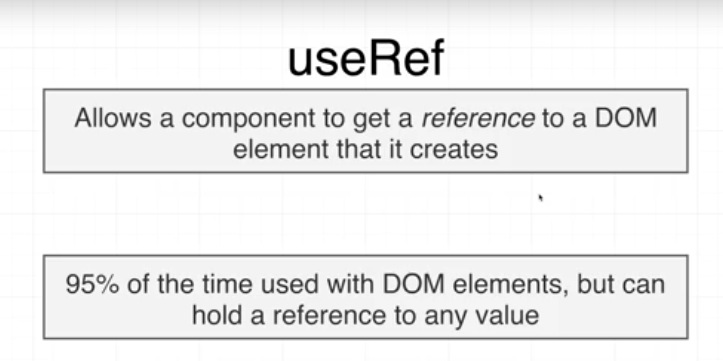 useRef
Allows a component to get a reference to a DOM
element that it creates
95% of the time used with DOM elements, but can
hold a reference to any value